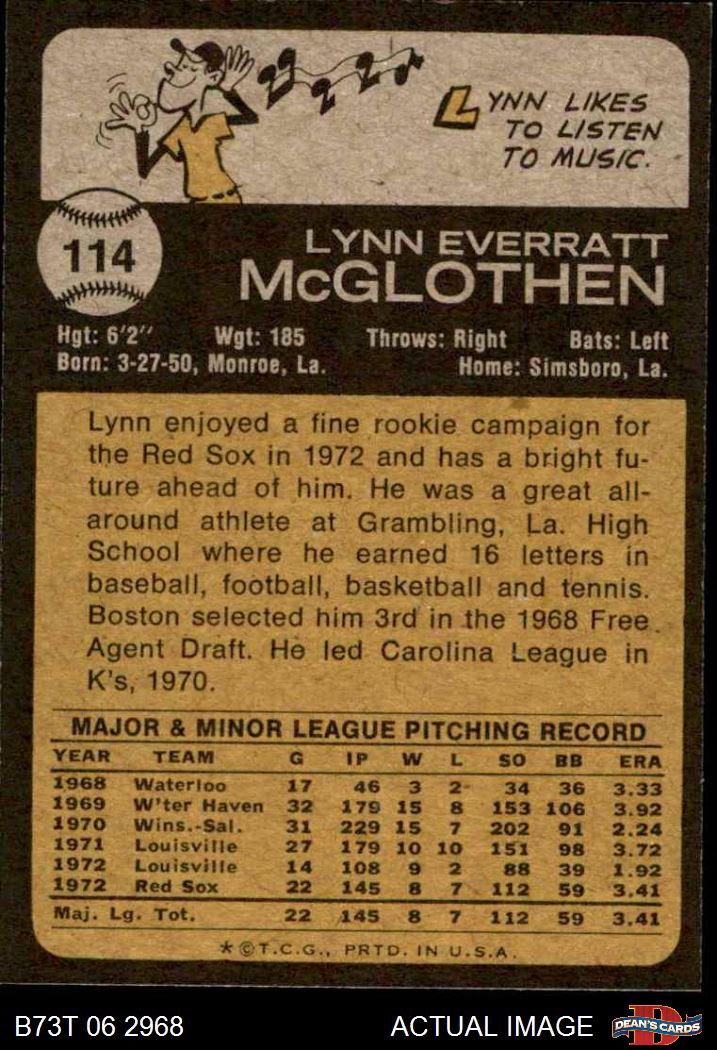 LYNN LIKES
TO LISTEN
TO MUSIC.
114
LYNN EVERRATT
McGLOTHEN
Hgt: 6'2" Wgt: 185 Throws: Right Bats: Left
Born: 3-27-50, Monroe, La. Home: Simsboro, La.
Lynn enjoyed a fine rookie campaign for
the Red Sox in 1972 and has a bright fu-
ture ahead of him. He was a great all-
around athlete at Grambling, La. High
School where he earned 16 letters in
baseball, football, basketball and tennis.
Boston selected him 3rd in the 1968 Free
Agent Draft. He led Carolina League in
K's, 1970.
MAJOR & MINOR LEAGUE PITCHING RECORD
YEAR TEAM G IP W L SO BB ERA
1968 Waterloo 17 46 3 2 34 36 3.33
1969 W'ter Haven 32 179 15 8 153 106 3.92
1970 Wins.-Sal. 31 229 15 7 202 91 2.24
1971 Louisville 27 179 10 10 151 98 3.72
1972 Louisville 14 108 9 2 88 39 1.92
1972 Red Sox 22 145 8 7 112 59 3.41
Maj. Lg. Tot. 22 145 8 7 112 59 3.41
*©T.C.G., PRTD. IN U.S.A.
B73T 06 2968 ACTUAL IMAGE DEAN'S CARDS